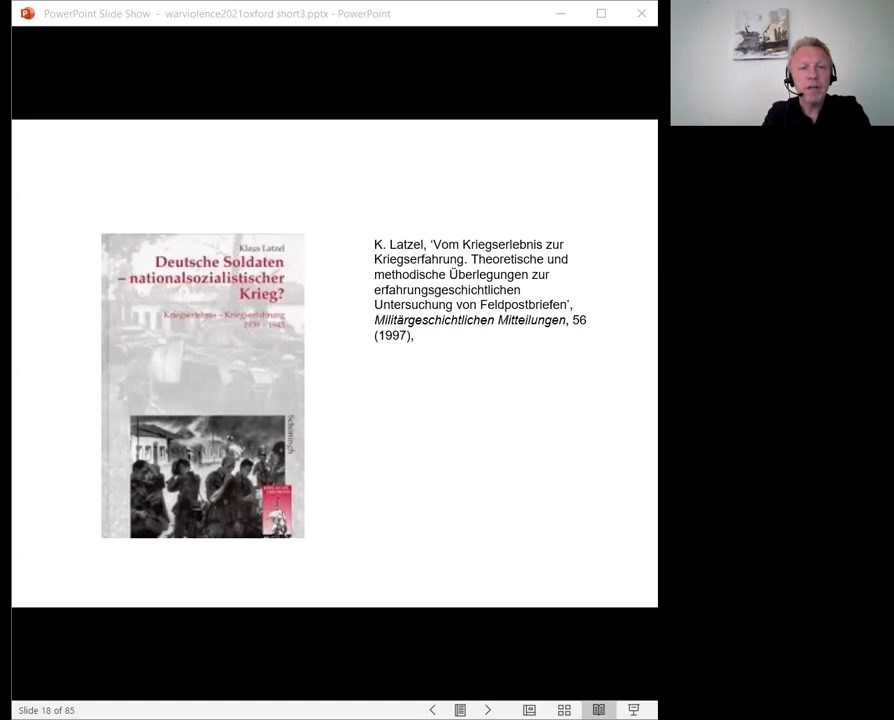 PowerPoint Slide Show - warviolence2021oxford short3.pptx - PowerPoint
Klaus Latzel
Deutsche Soldaten
– nationalsozialistischer
Krieg?
Kriegserlebnis – Kriegserfahrung
1939 – 1945
Schöningh
K. Latzel, ‘Vom Kriegserlebnis zur
Kriegserfahrung. Theoretische und
methodische Überlegungen zur
erfahrungsgeschichtlichen
Untersuchung von Feldpostbriefen’,
Militärgeschichtlichen Mitteilungen, 56
(1997),
Slide 18 of 85